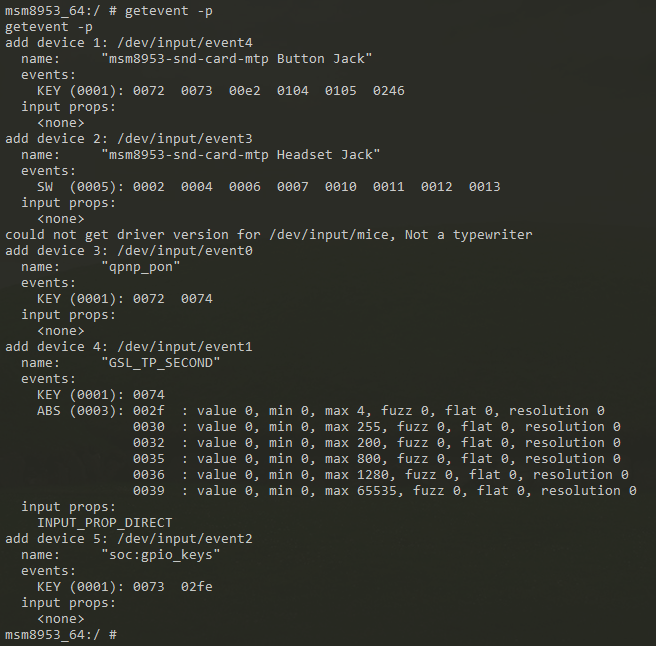 msm8953_64:/ # getevent -p
getevent -p
add device 1: /dev/input/event4
  name:     "msm8953-snd-card-mtp Button Jack"
  events:
    KEY (0001): 0072  0073  00e2  0104  0105  0246
  input props:
    <none>
add device 2: /dev/input/event3
  name:     "msm8953-snd-card-mtp Headset Jack"
  events:
    SW  (0005): 0002  0004  0006  0007  0010  0011  0012  0013
  input props:
    <none>
could not get driver version for /dev/input/mice, Not a typewriter
add device 3: /dev/input/event0
  name:     "qpnp_pon"
  events:
    KEY (0001): 0072  0074
  input props:
    <none>
add device 4: /dev/input/event1
  name:     "GSL_TP_SECOND"
  events:
    KEY (0001): 0074
    ABS (0003): 002f  : value 0, min 0, max 4, fuzz 0, flat 0, resolution 0
                0030  : value 0, min 0, max 255, fuzz 0, flat 0, resolution 0
                0032  : value 0, min 0, max 200, fuzz 0, flat 0, resolution 0
                0035  : value 0, min 0, max 800, fuzz 0, flat 0, resolution 0
                0036  : value 0, min 0, max 1280, fuzz 0, flat 0, resolution 0
                0039  : value 0, min 0, max 65535, fuzz 0, flat 0, resolution 0
  input props:
    INPUT_PROP_DIRECT
add device 5: /dev/input/event2
  name:     "soc:gpio_keys"
  events:
    KEY (0001): 0073  02fe
  input props:
    <none>
msm8953_64:/ #